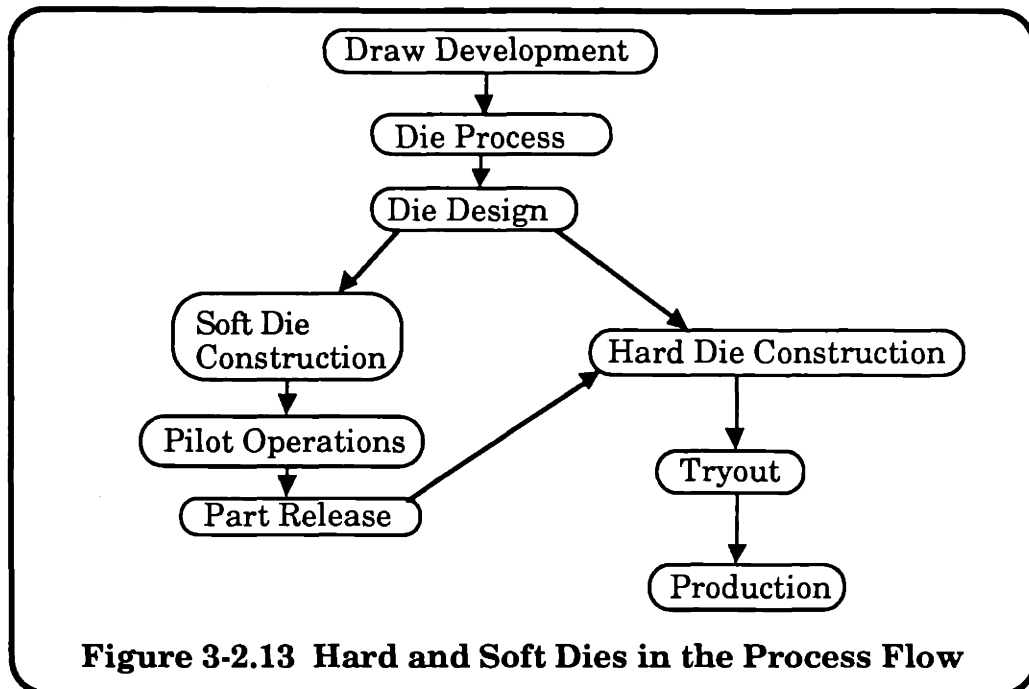 Draw Development
Die Process
Die Design
Soft Die
Construction
Hard Die Construction
Pilot Operations
Tryout
Part Release
Production
Figure 3-2.13 Hard and Soft Dies in the Process Flow